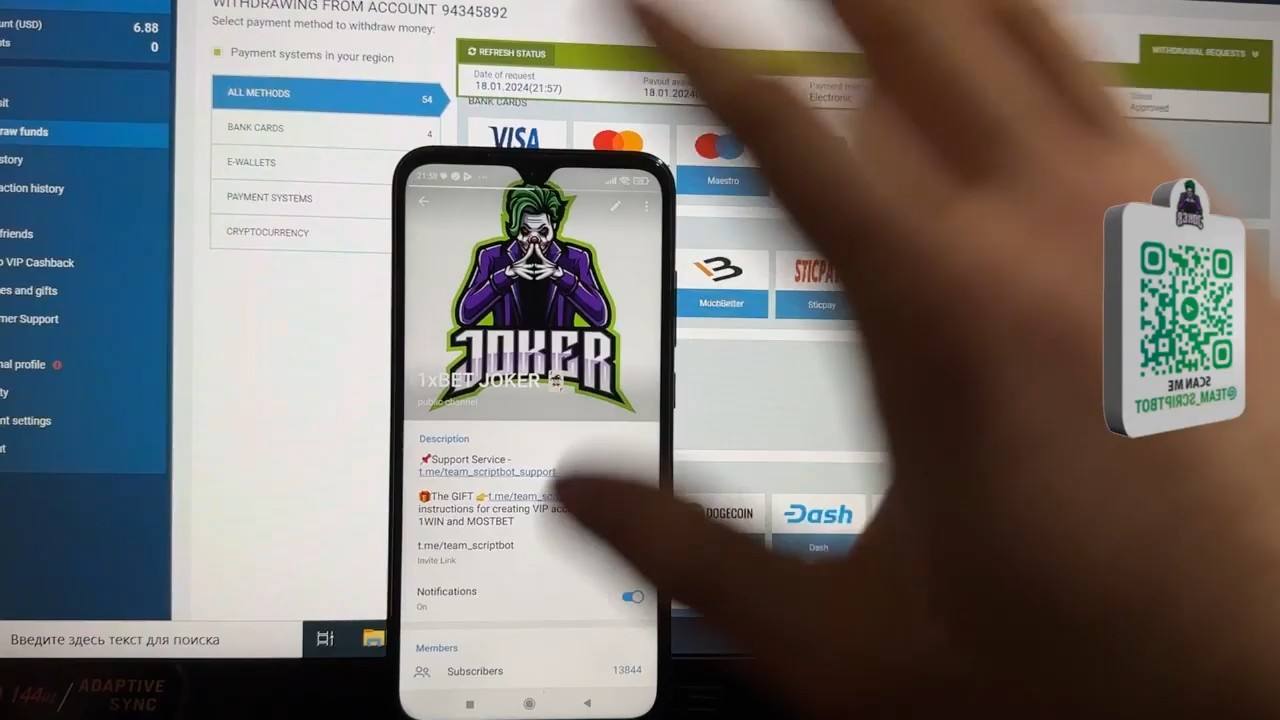 WITHDRAWING FROM ACCOUNT 94345892
Select payment method to withdraw money:
unt (USD)
6.88
0
Payment systems in your region
ALL METHODS
54
BANK CARDS
4
E-WALLETS
PAYMENT SYSTEMS
CRYPTOCURRENCY
raw funds
action history
friends
VIP Cashback
es and gifts
mer Support
nal profile
nt settings
REFRESH STATUS
WITHDRAWAL REQUESTS
Date of request
18.01.2024(21:57)
Payout
18.01.2024
Electronic
Approved
BANK CARDS
VISA
Maestro
MuchBetter
Sticpay
DOGECOIN
Dash
Dash
JOKER
1xBET JOKER
public channel
Description
📌Support Service -
t.me/team_scriptbot_support
🎁The GIFT 👉t.me/team_sc
instructions for creating VIP acc
1WIN and MOSTBET
t.me/team_scriptbot
Invite Link
Notifications
On
Members
Subscribers
13844
JOKER
SCAN ME
@TEAM_SCRIPTBOT
Введите здесь текст для поиска
144Hz
ADAPTIVE
SYNC